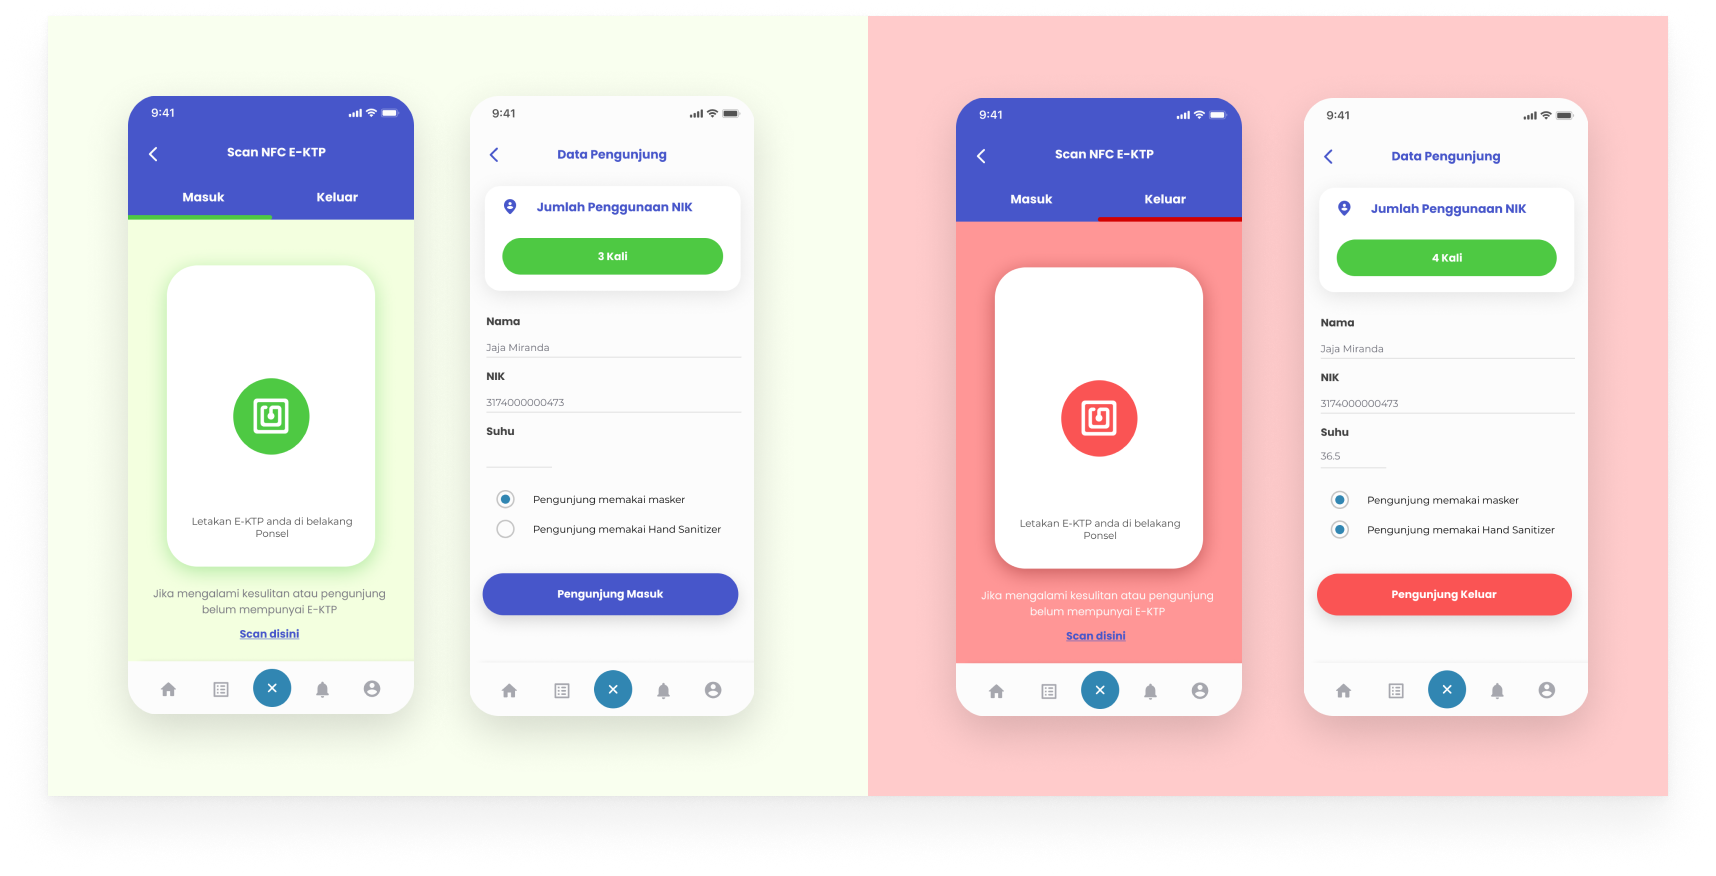 9:41
Scan NFC E-KTP
Masuk
Keluar
Letakan E-KTP anda di belakang
Ponsel
Jika mengalami kesulitan atau pengunjung
belum mempunyai E-KTP
Scan disini
9:41
Data Pengunjung
Jumlah Penggunaan NIK
3 Kali
Nama
Jaja Miranda
NIK
3174000000473
Suhu
Pengunjung memakai masker
Pengunjung memakai Hand Sanitizer
Pengunjung Masuk
9:41
Scan NFC E-KTP
Masuk
Keluar
Letakan E-KTP anda di belakang
Ponsel
Jika mengalami kesulitan atau pengunjung
belum mempunyai E-KTP
Scan disini
9:41
Data Pengunjung
Jumlah Penggunaan NIK
4 Kali
Nama
Jaja Miranda
NIK
3174000000473
Suhu
36.5
Pengunjung memakai masker
Pengunjung memakai Hand Sanitizer
Pengunjung Keluar